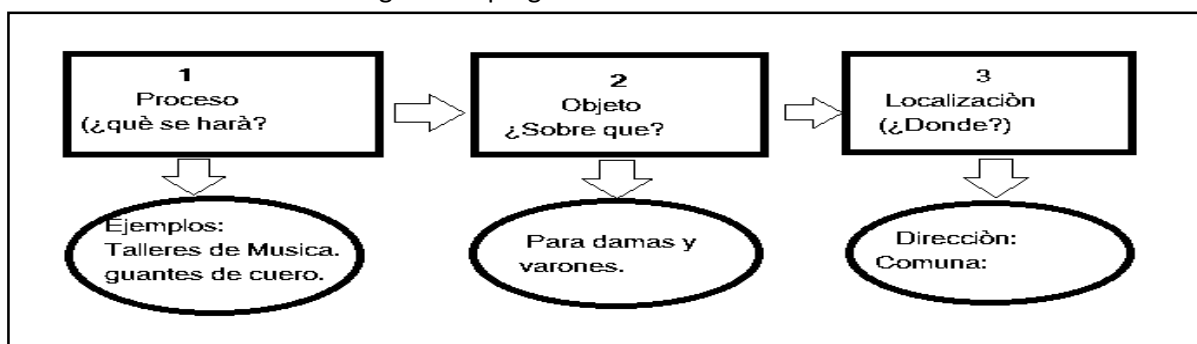 1
Proceso
(¿què se harà?
2
Objeto
¿Sobre que?
3
Localizaciòn
(¿Donde?)
Ejemplos:
Talleres de Musica.
guantes de cuero.
Para damas y
varones.
Direcciòn:
Comuna: